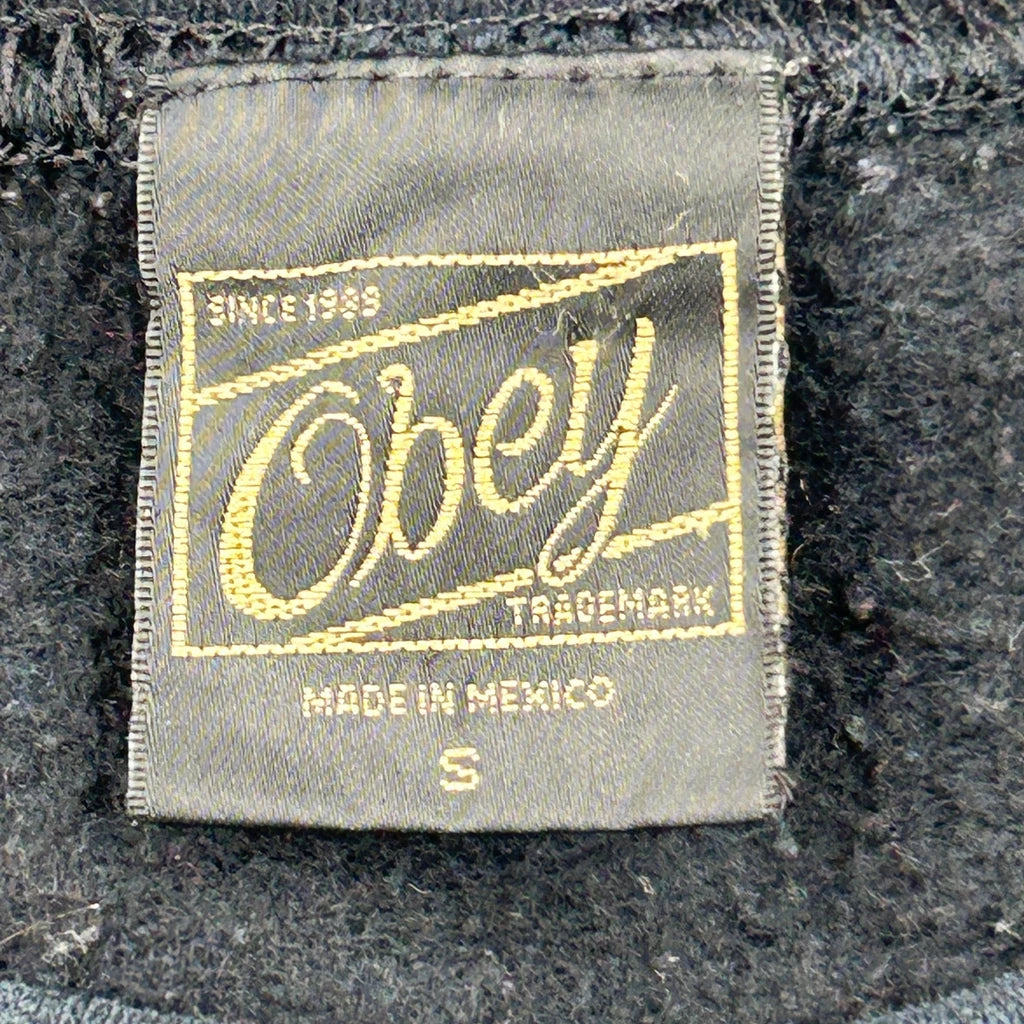 SINCE 1989
Obey
TRADEMARK
MADE IN MEXICO
S